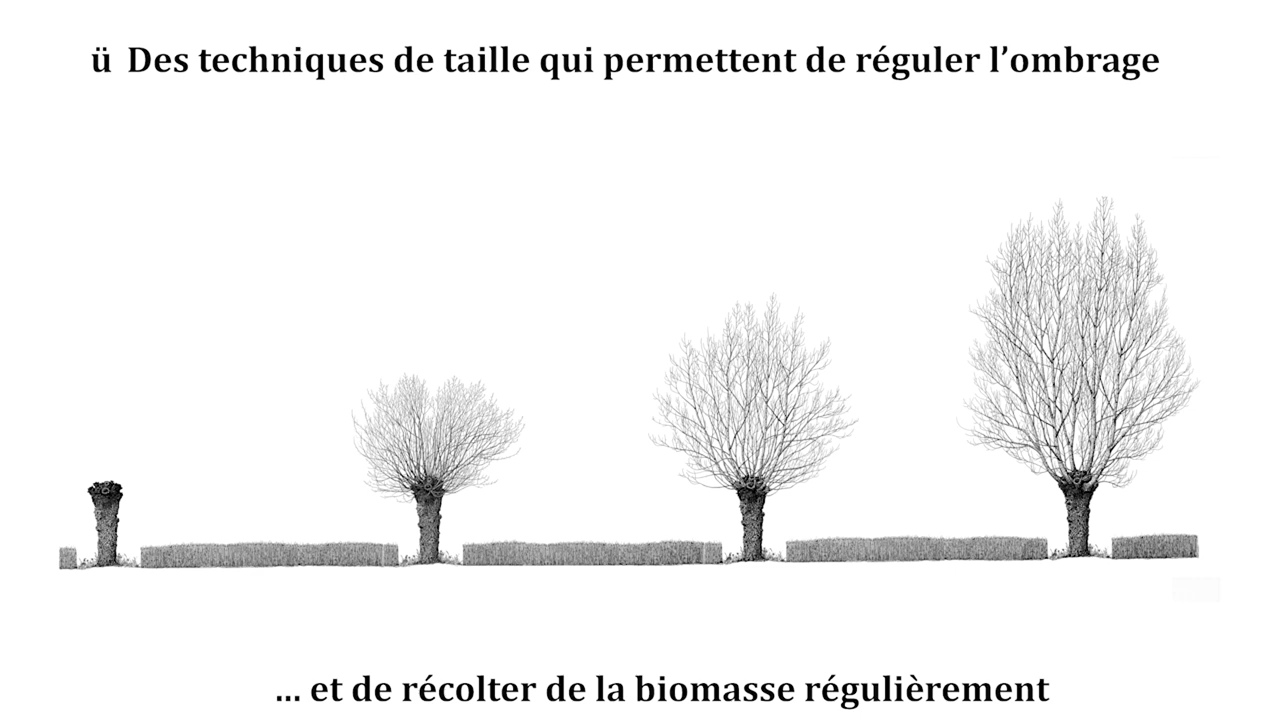 ü Des techniques de taille qui permettent de réguler l’ombrage
... et de récolter de la biomasse régulièrement